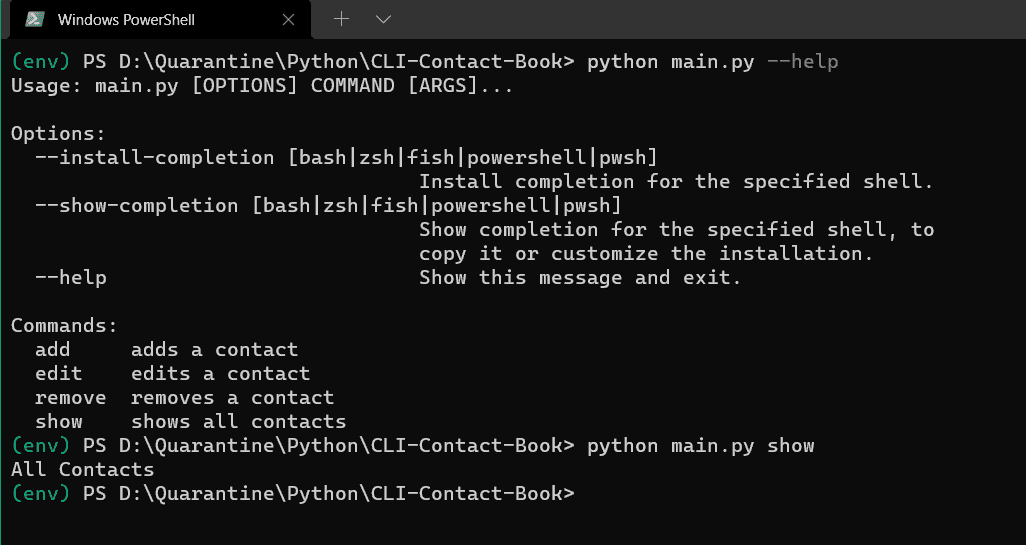 Windows PowerShell
(env) PS D:\Quarantine\Python\CLI-Contact-Book> python main.py --help
Usage: main.py [OPTIONS] COMMAND [ARGS]...
Options:
--install-completion [bash|zsh|fish|powershell|pwsh]
Install completion for the specified shell.
--show-completion [bash|zsh|fish|powershell|pwsh]
Show completion for the specified shell, to
copy it or customize the installation.
--help Show this message and exit.
Commands:
add adds a contact
edit edits a contact
remove removes a contact
show shows all contacts
(env) PS D:\Quarantine\Python\CLI-Contact-Book> python main.py show
All Contacts
(env) PS D:\Quarantine\Python\CLI-Contact-Book>